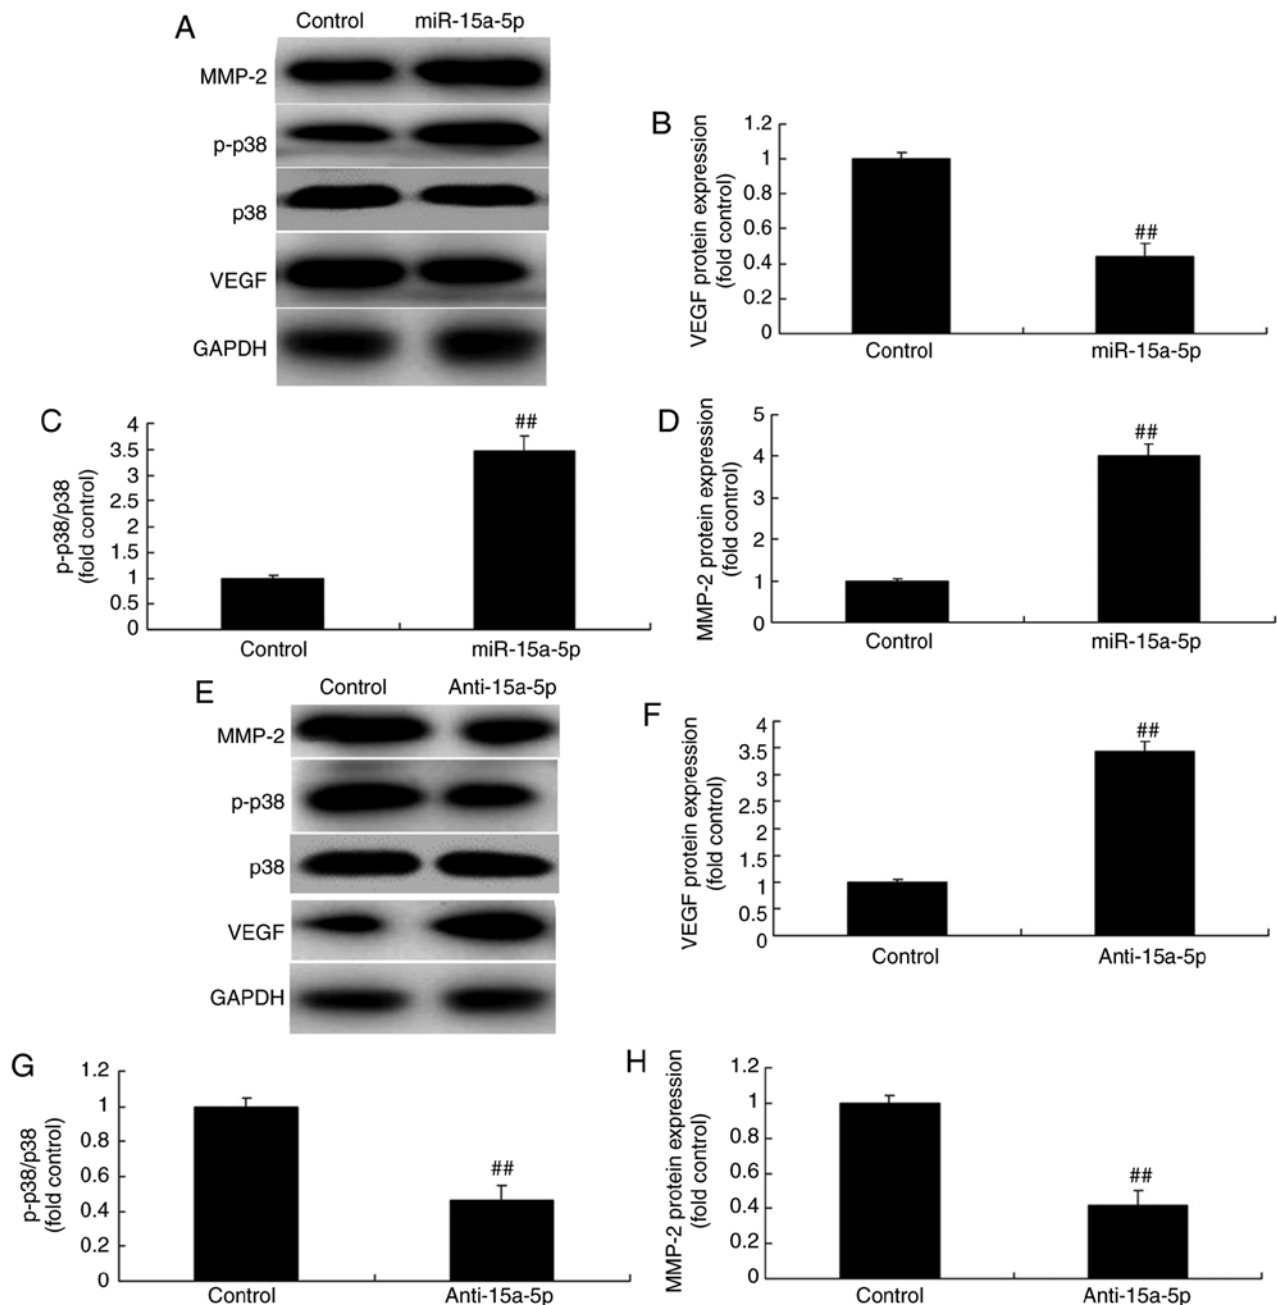 A
Control miR-15a-5p
MMP-2
p-p38
p38
VEGF
GAPDH
B
VEGF protein expression
(fold control)
1.2
1
0.8
0.6
0.4
0.2
0
##
Control miR-15a-5p
C
p-p38/p38
(fold control)
4
3.5
3
2.5
2
1.5
1
0.5
0
##
Control miR-15a-5p
D
MMP-2 protein expression
(fold control)
5
4
3
2
1
0
##
Control miR-15a-5p
E
Control Anti-15a-5p
MMP-2
p-p38
p38
VEGF
GAPDH
F
VEGF protein expression
(fold control)
4
3.5
3
2.5
2
1.5
1
0.5
0
##
Control Anti-15a-5p
G
p-p38/p38
(fold control)
1.2
1
0.8
0.6
0.4
0.2
0
##
Control Anti-15a-5p
H
MMP-2 protein expression
(fold control)
1.2
1
0.8
0.6
0.4
0.2
0
##
Control Anti-15a-5p